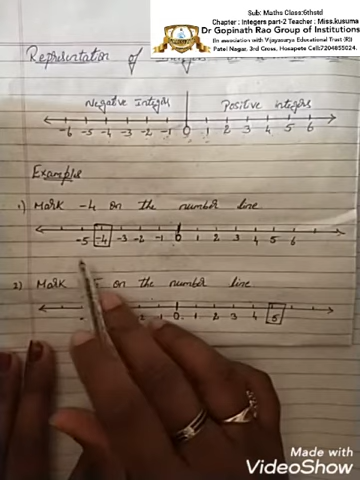 Sub: Maths Class:6thstd
Chapter : Integers part-2 Teacher : Miss.kusuma
Dr Gopinath Rao Group of Institutions
(In association with Vijaynagar Educational Trust (R))
Patel Nagar, 3rd Cross, Hosapete Cell:7204855024.
Representation of
Negative Integers Positive integers
-6 -5 -4 -3 -2 -1 0 1 2 3 4 5 6
Example
1) Mark -4 on the number line
-5 -4 -3 -2 -1 0 1 2 3 4 5 6
2) Mark 5 on the number line
-1 0 1 2 3 4 5
Made with
VideoShow